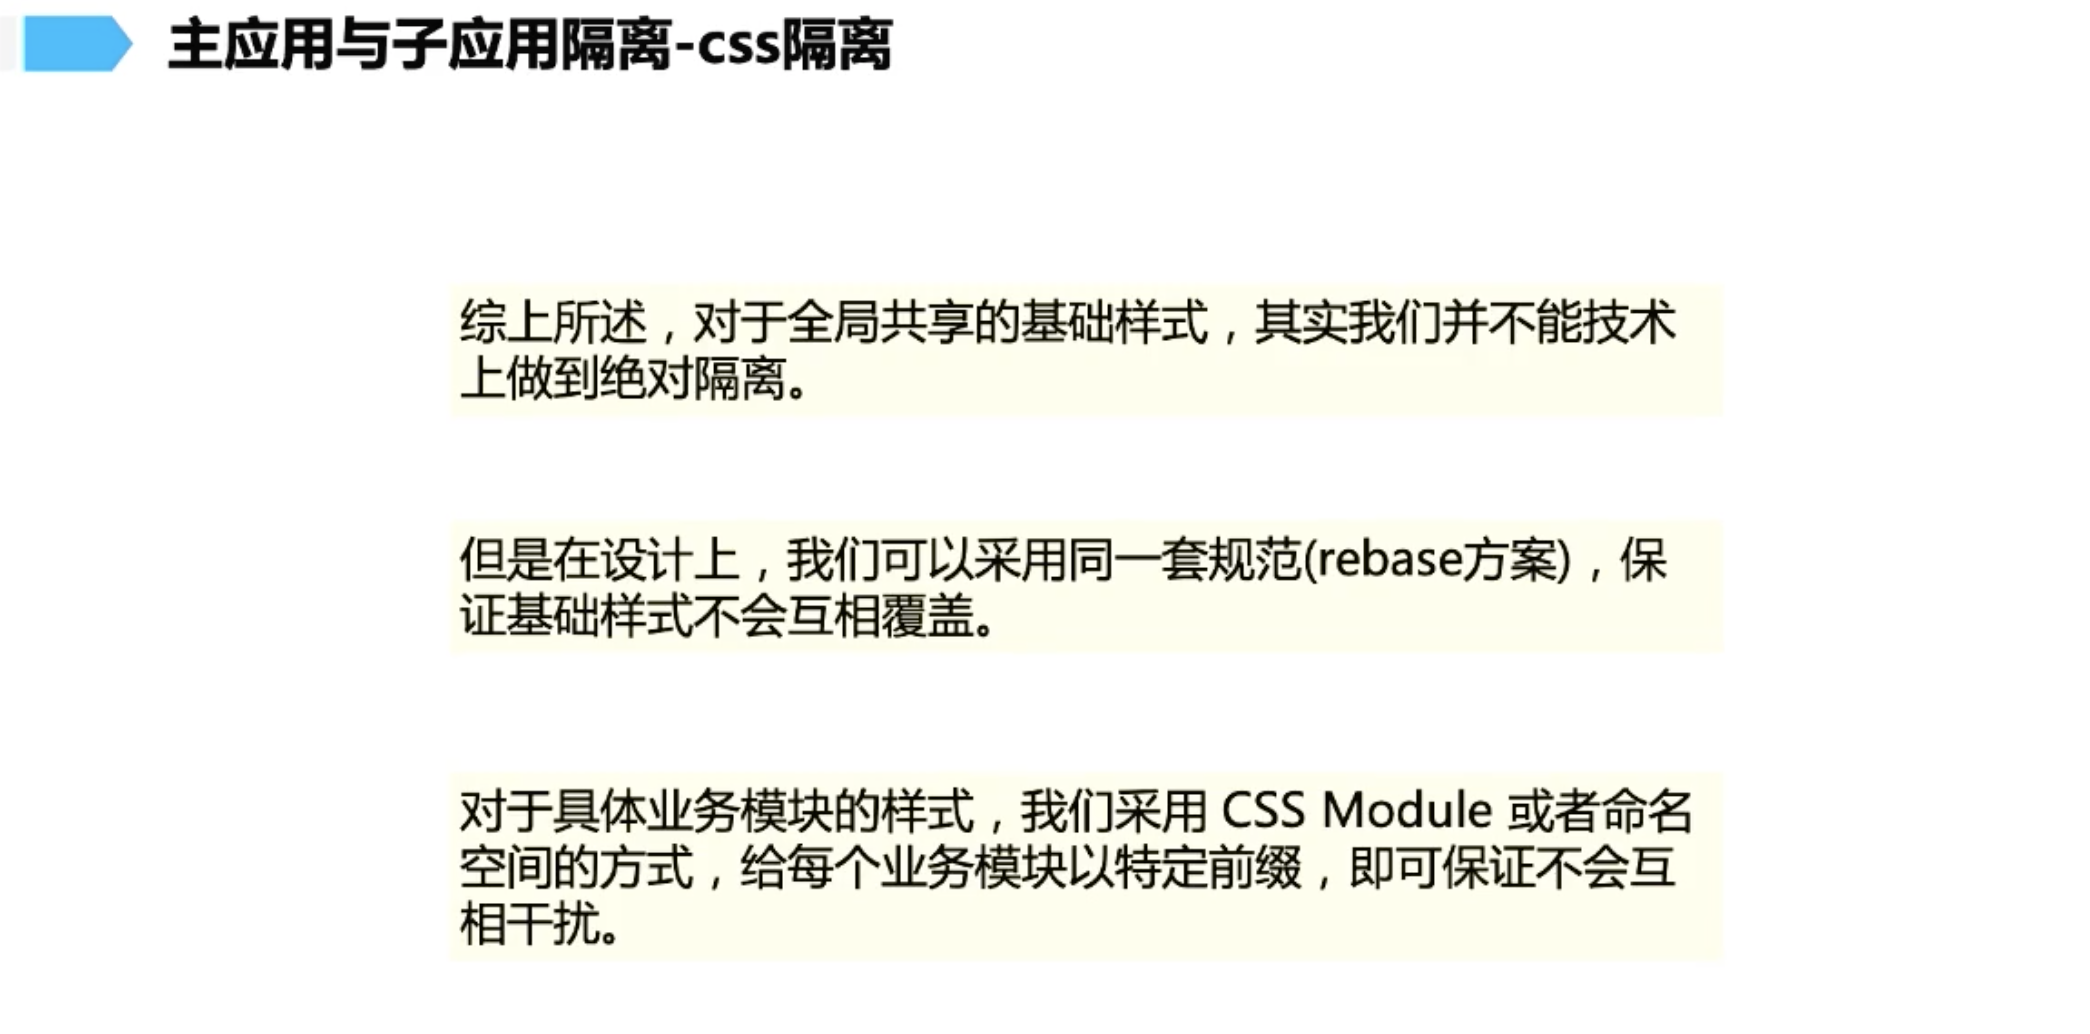 主应用与子应用隔离-css隔离
综上所述，对于全局共享的基础样式，其实我们并不能技术
上做到绝对隔离。
但是在设计上，我们可以采用同一套规范(rebase方案)，保
证基础样式不会互相覆盖。
对于具体业务模块的样式，我们采用 CSS Module 或者命名
空间的方式，给每个业务模块以特定前缀，即可保证不会互
相干扰。